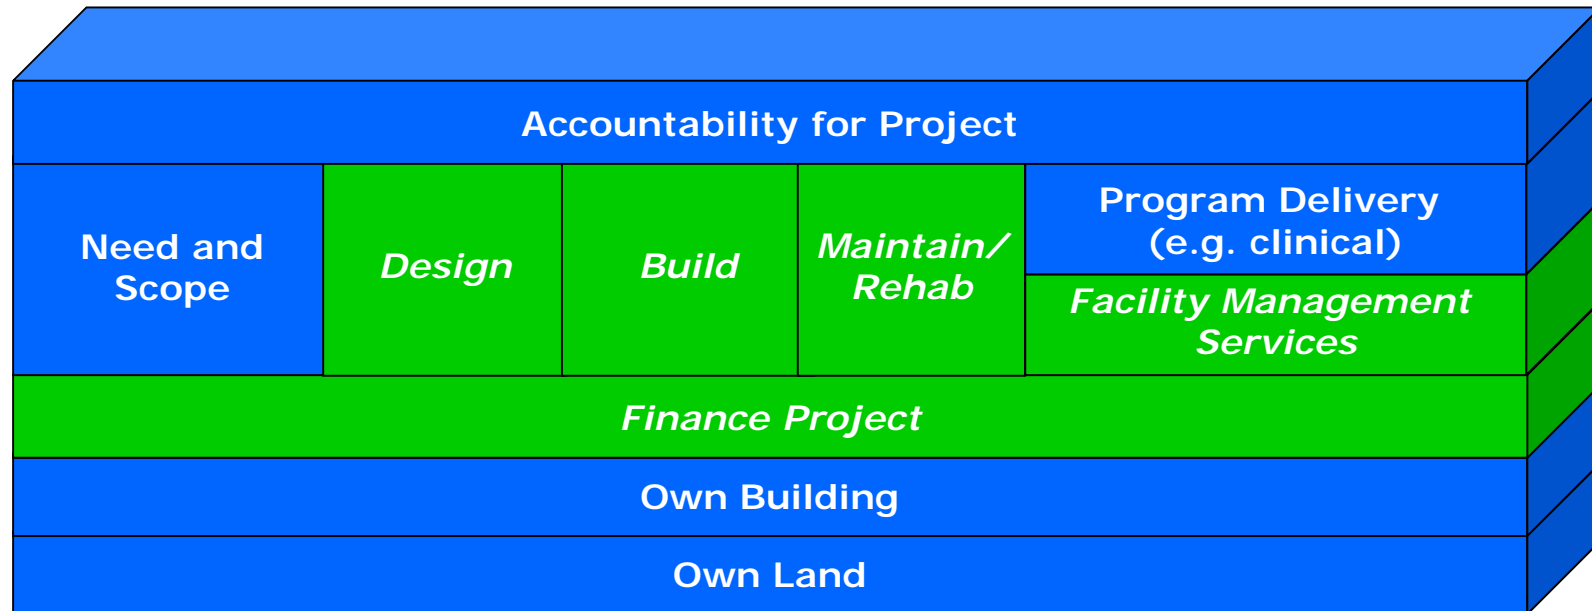 Accountability for Project
Need and
Scope
Design
Build
Maintain/
Rehab
Program Delivery
(e.g. clinical)
Facility Management
Services
Finance Project
Own Building
Own Land